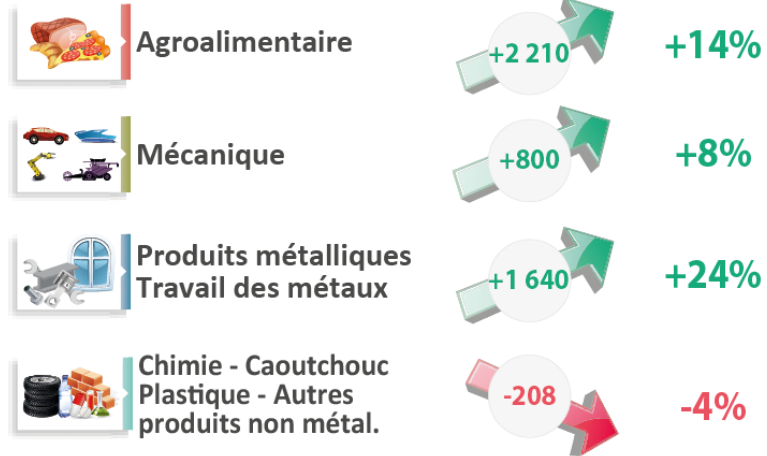 Agroalimentaire
+2 210
+14%
Mécanique
+800
+8%
Produits métalliques
Travail des métaux
+1 640
+24%
Chimie - Caoutchouc
Plastique - Autres
produits non métal.
-208
-4%